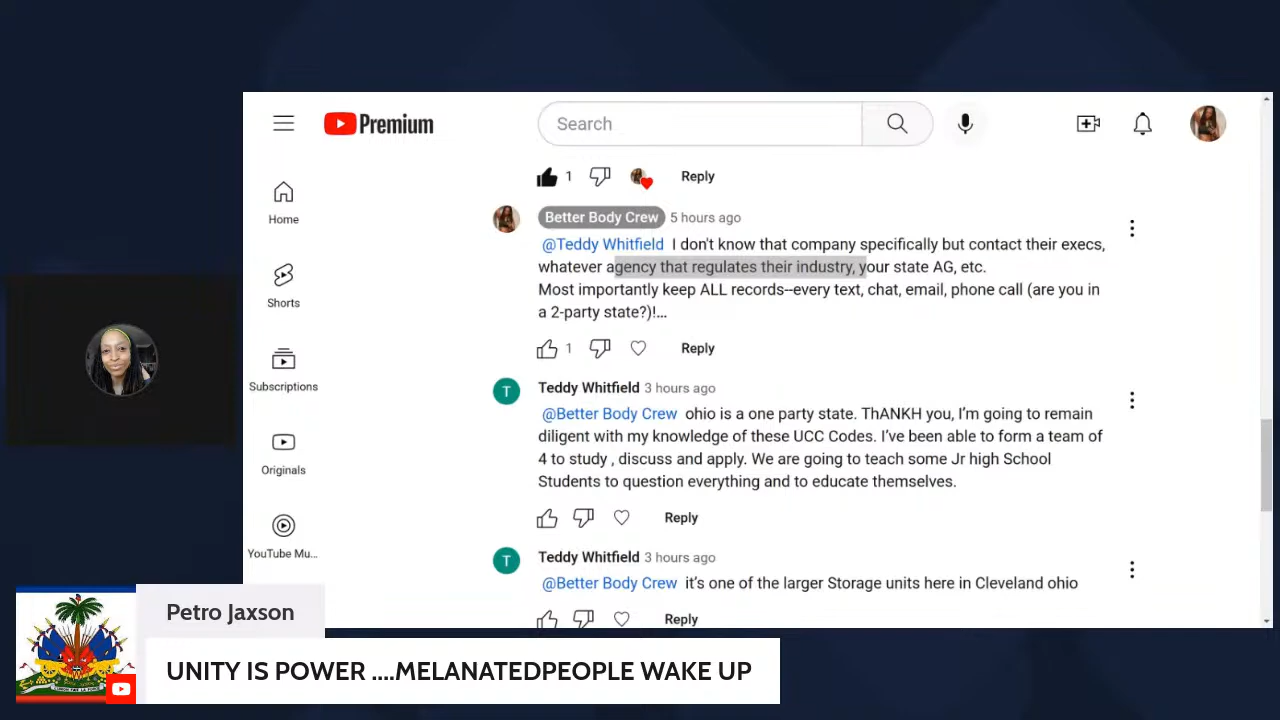 Premium
Search
Home
Shorts
Subscriptions
Originals
YouTube Mu...
1
Reply
Better Body Crew 5 hours ago
@Teddy Whitfield I don't know that company specifically but contact their execs,
whatever agency that regulates their industry, your state AG, etc.
Most importantly keep ALL records--every text, chat, email, phone call (are you in
a 2-party state?)!...
1
Reply
T
Teddy Whitfield 3 hours ago
@Better Body Crew ohio is a one party state. ThANKH you, I'm going to remain
diligent with my knowledge of these UCC Codes. I've been able to form a team of
4 to study , discuss and apply. We are going to teach some Jr high School
Students to question everything and to educate themselves.
Reply
T
Teddy Whitfield 3 hours ago
@Better Body Crew it's one of the larger Storage units here in Cleveland ohio
Reply
Petro Jaxson
UNITY IS POWER ....MELANATEDPEOPLE WAKE UP